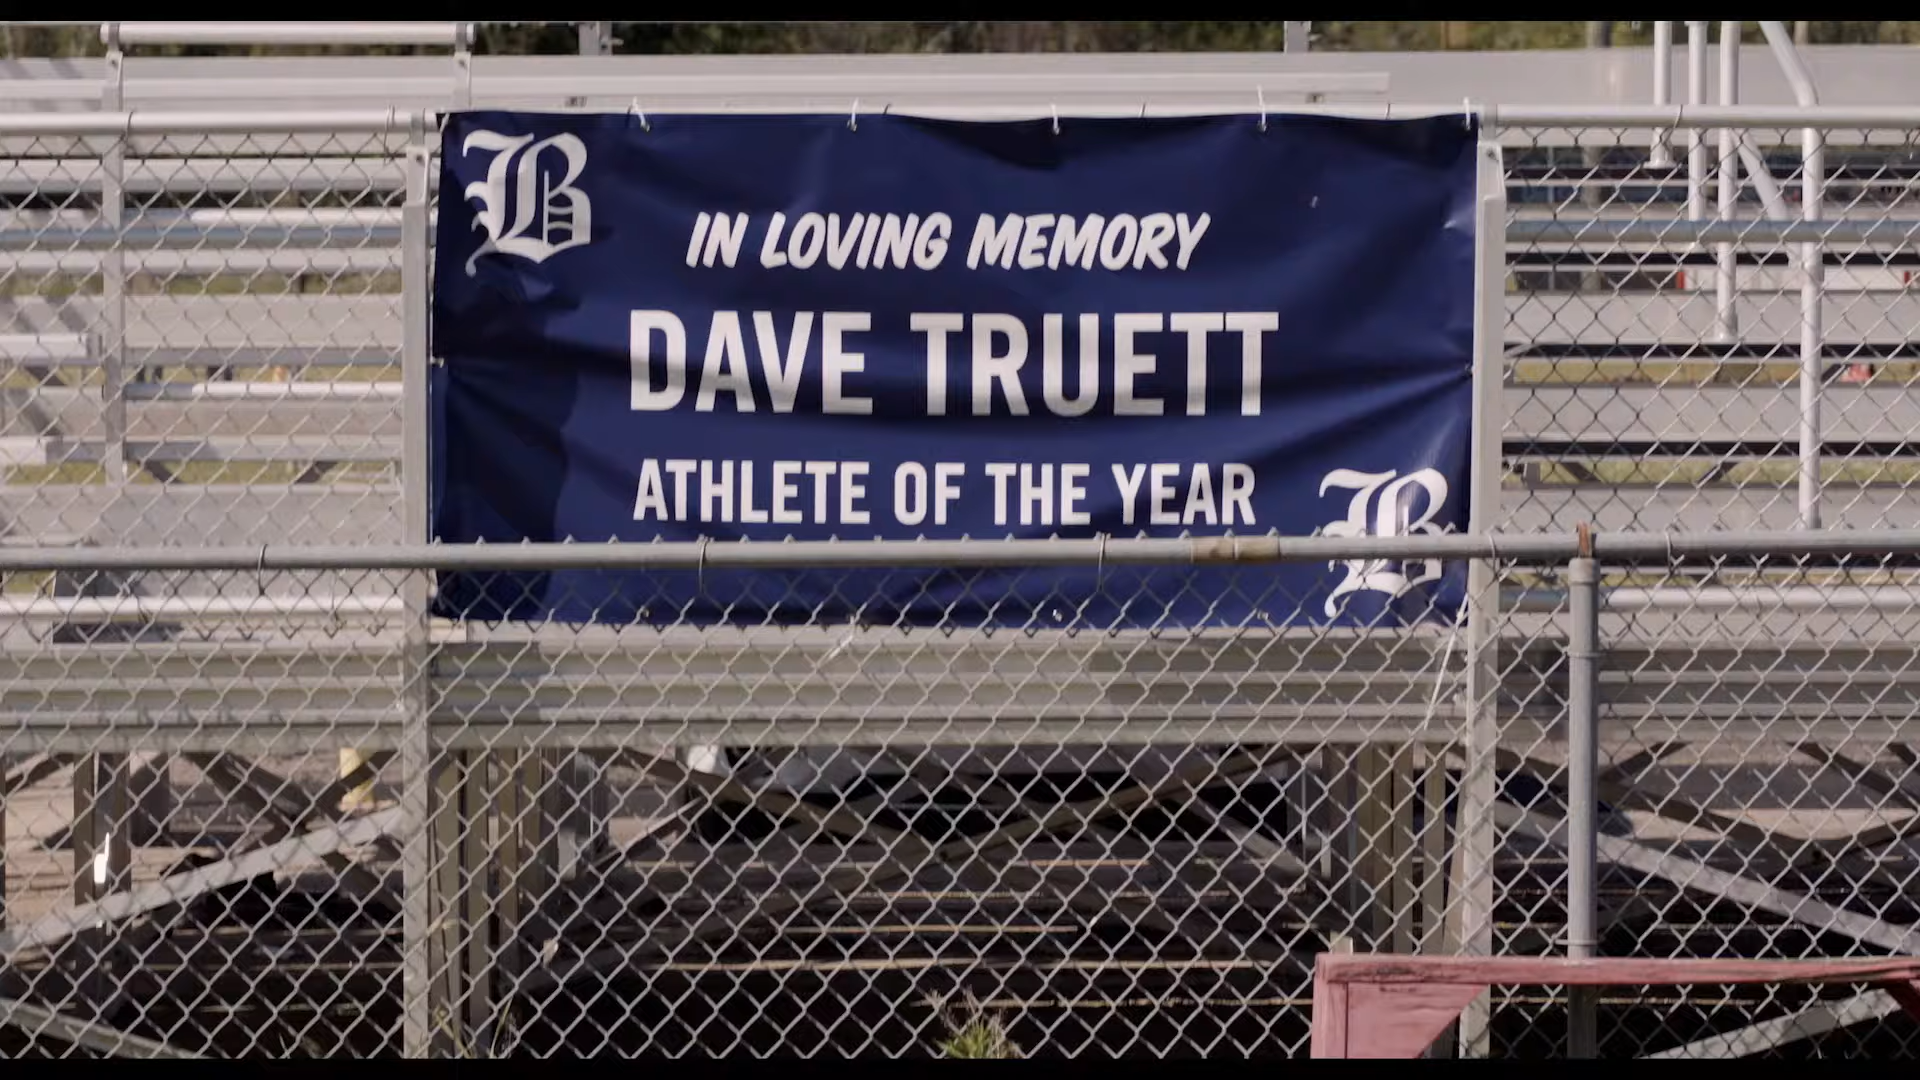 B
IN LOVING MEMORY
DAVE TRUETT
ATHLETE OF THE YEAR
B